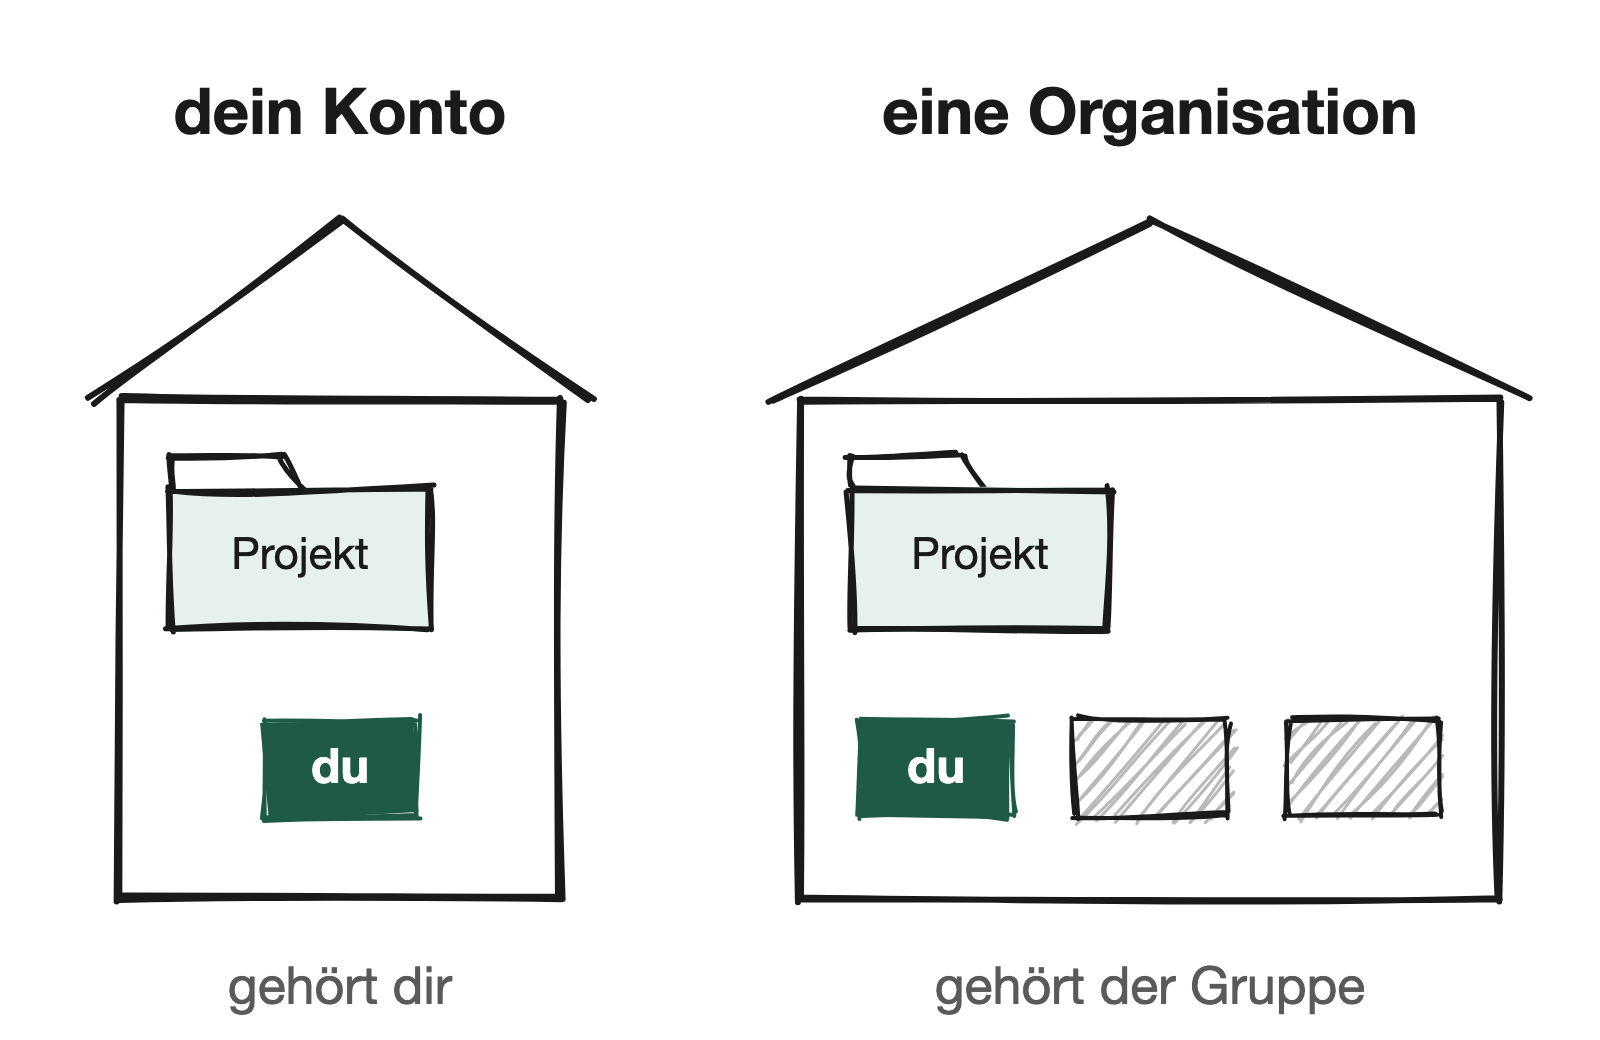 dein Konto
eine Organisation
Projekt
Projekt
du
du
gehört dir
gehört der Gruppe